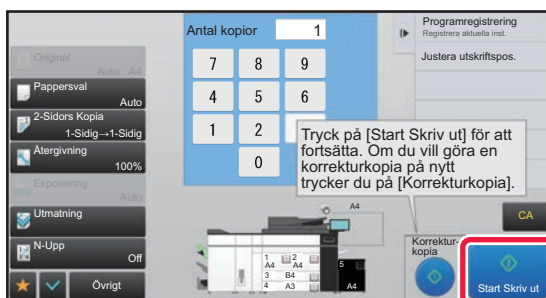 Antal kopior 1
Programregistrering
Registrera aktuella inst.
Justera utskriftspos.
Original
Auto A4
Pappersval
Auto
2-Sidors Kopia
1-Sidig→1-Sidig
Återgivning
100%
Exponering
Auto
Utmatning
N-Upp
Off
Övrigt
7 8 9
4 5 6
1 2
0
Tryck på [Start Skriv ut] för att
fortsätta. Om du vill göra en
korrekturkopia på nytt
trycker du på [Korrekturkopia].
A4
1 A4 2 A4
3 B4
4 A3
5 A4
CA
Korrektur-
kopia
Start Skriv ut